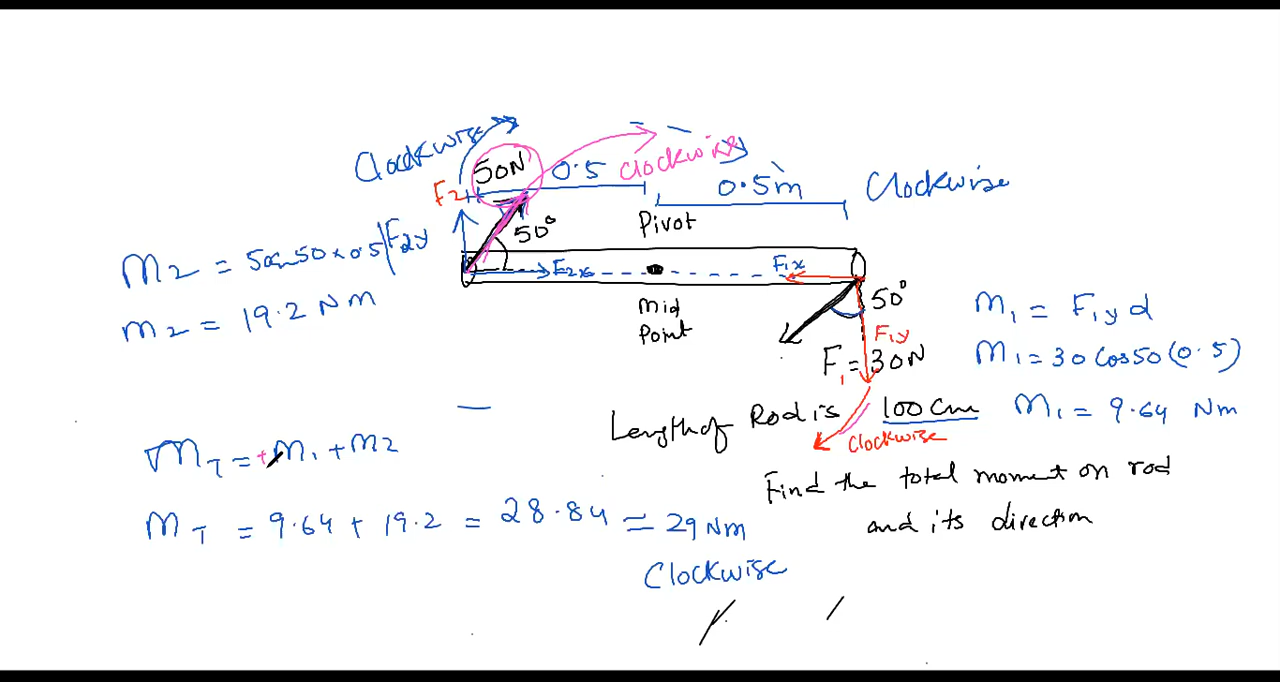 Clockwise
50N
0.5
Clockwise
0.5m
Clockwise
F2
50°
Pivot
F2y
M2 = 50sin50 × 0.5
M2 = 19.2 Nm
F2x
F1x
Mid
Point
50°
F1y
F1 = 30N
M1 = F1y d
M1 = 30 Cos50 (0.5)
M1 = 9.64 Nm
Length of Rod is 100 cm
Clockwise
MT = +M1 + M2
Find the total moment on rod
and its direction
MT = 9.64 + 19.2 = 28.84 ≃ 29 Nm
Clockwise